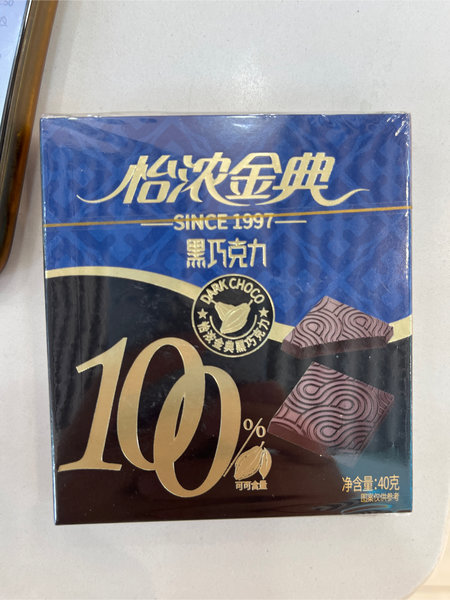 怡浓金典
SINCE 1997
黑巧克力
DARK CHOCO
怡浓金典黑巧克力
100%
可可含量
净含量:40克
图案仅供参考